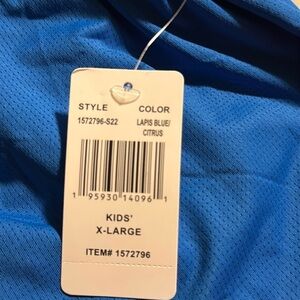 STYLE COLOR
1572796-S22 LAPIS BLUE/
CITRUS
1 95930 14096 1
KIDS'
X-LARGE
ITEM# 1572796